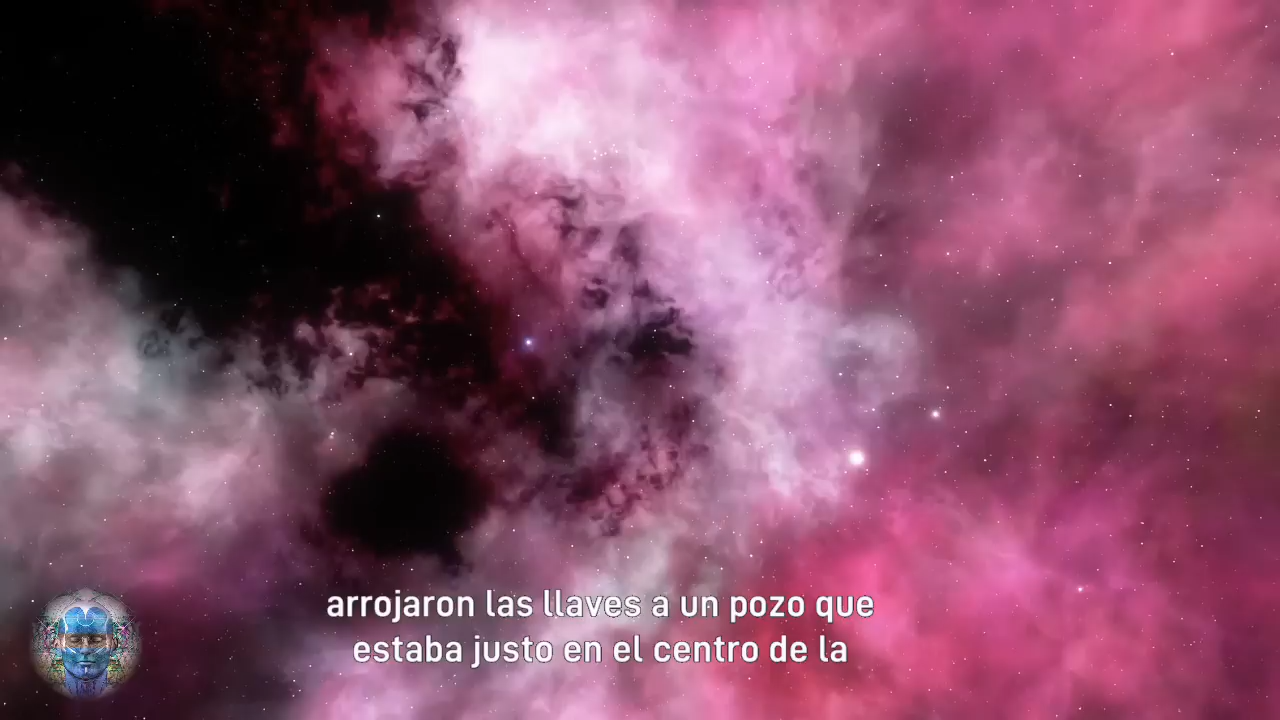 arrojaron las llaves a un pozo que
estaba justo en el centro de la